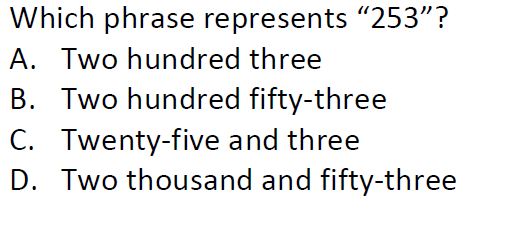 Which phrase represents “253”?
A. Two hundred three
B. Two hundred fifty-three
C. Twenty-five and three
D. Two thousand and fifty-three